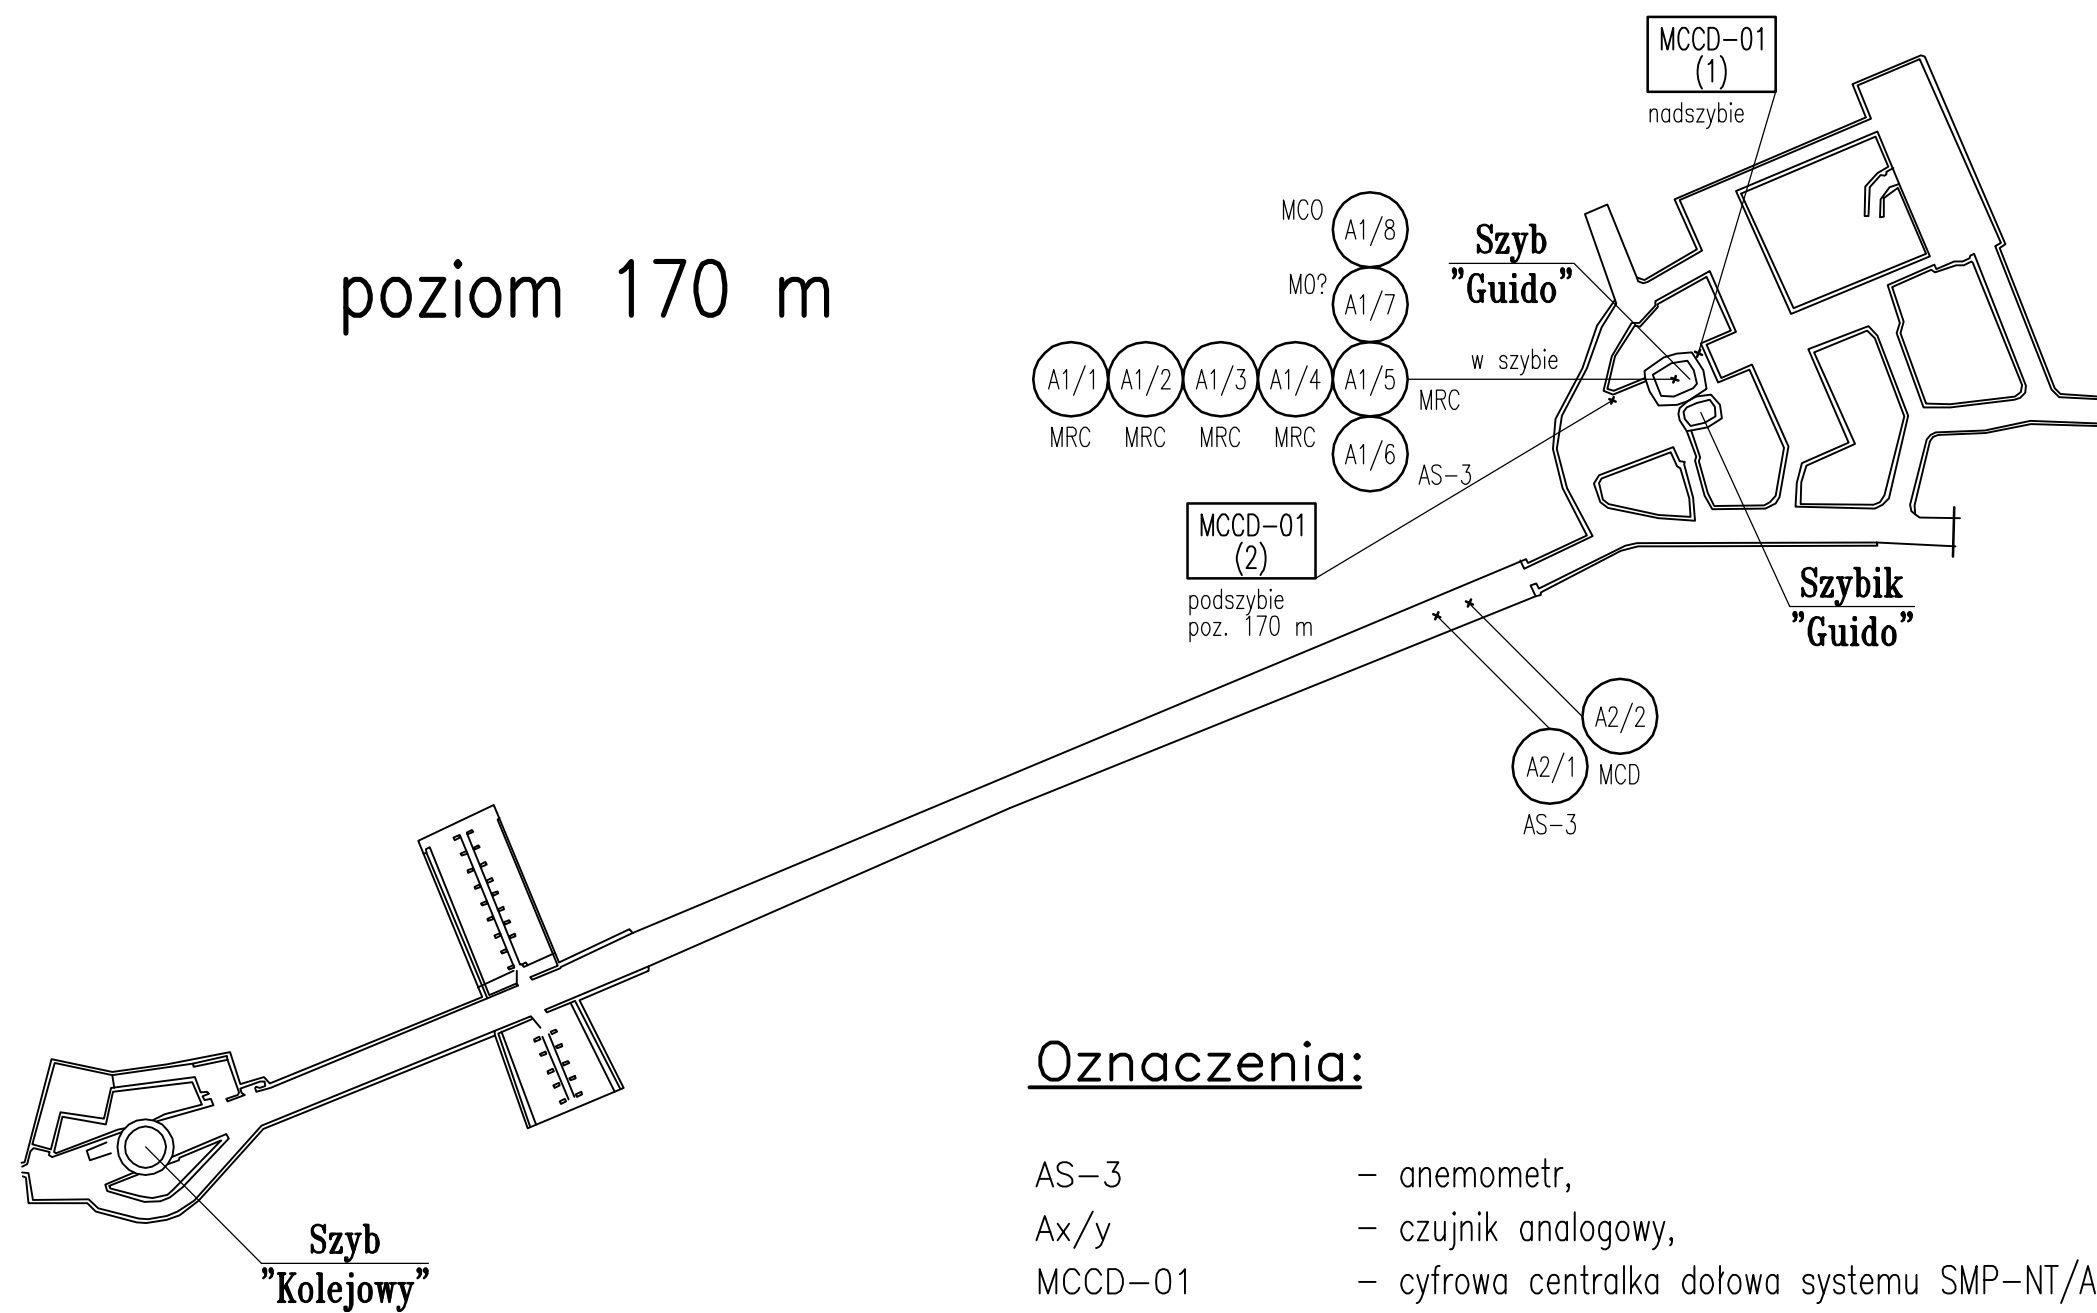 MCCD-01
(1)
nadszybie
poziom 170 m
MCO
A1/8
MO?
A1/7
Szyb
"Guido"
w szybie
A1/1
A1/2
A1/3
A1/4
A1/5
MRC
MRC
MRC
MRC
MRC
A1/6
AS-3
MCCD-01
(2)
podszybie
poz. 170 m
Szybik
"Guido"
A2/2
MCD
A2/1
AS-3
Szyb
"Kolejowy"
Oznaczenia:
AS-3 - anemometr,
Ax/y - czujnik analogowy,
MCCD-01 - cyfrowa centralka dołowa systemu SMP-NT/A